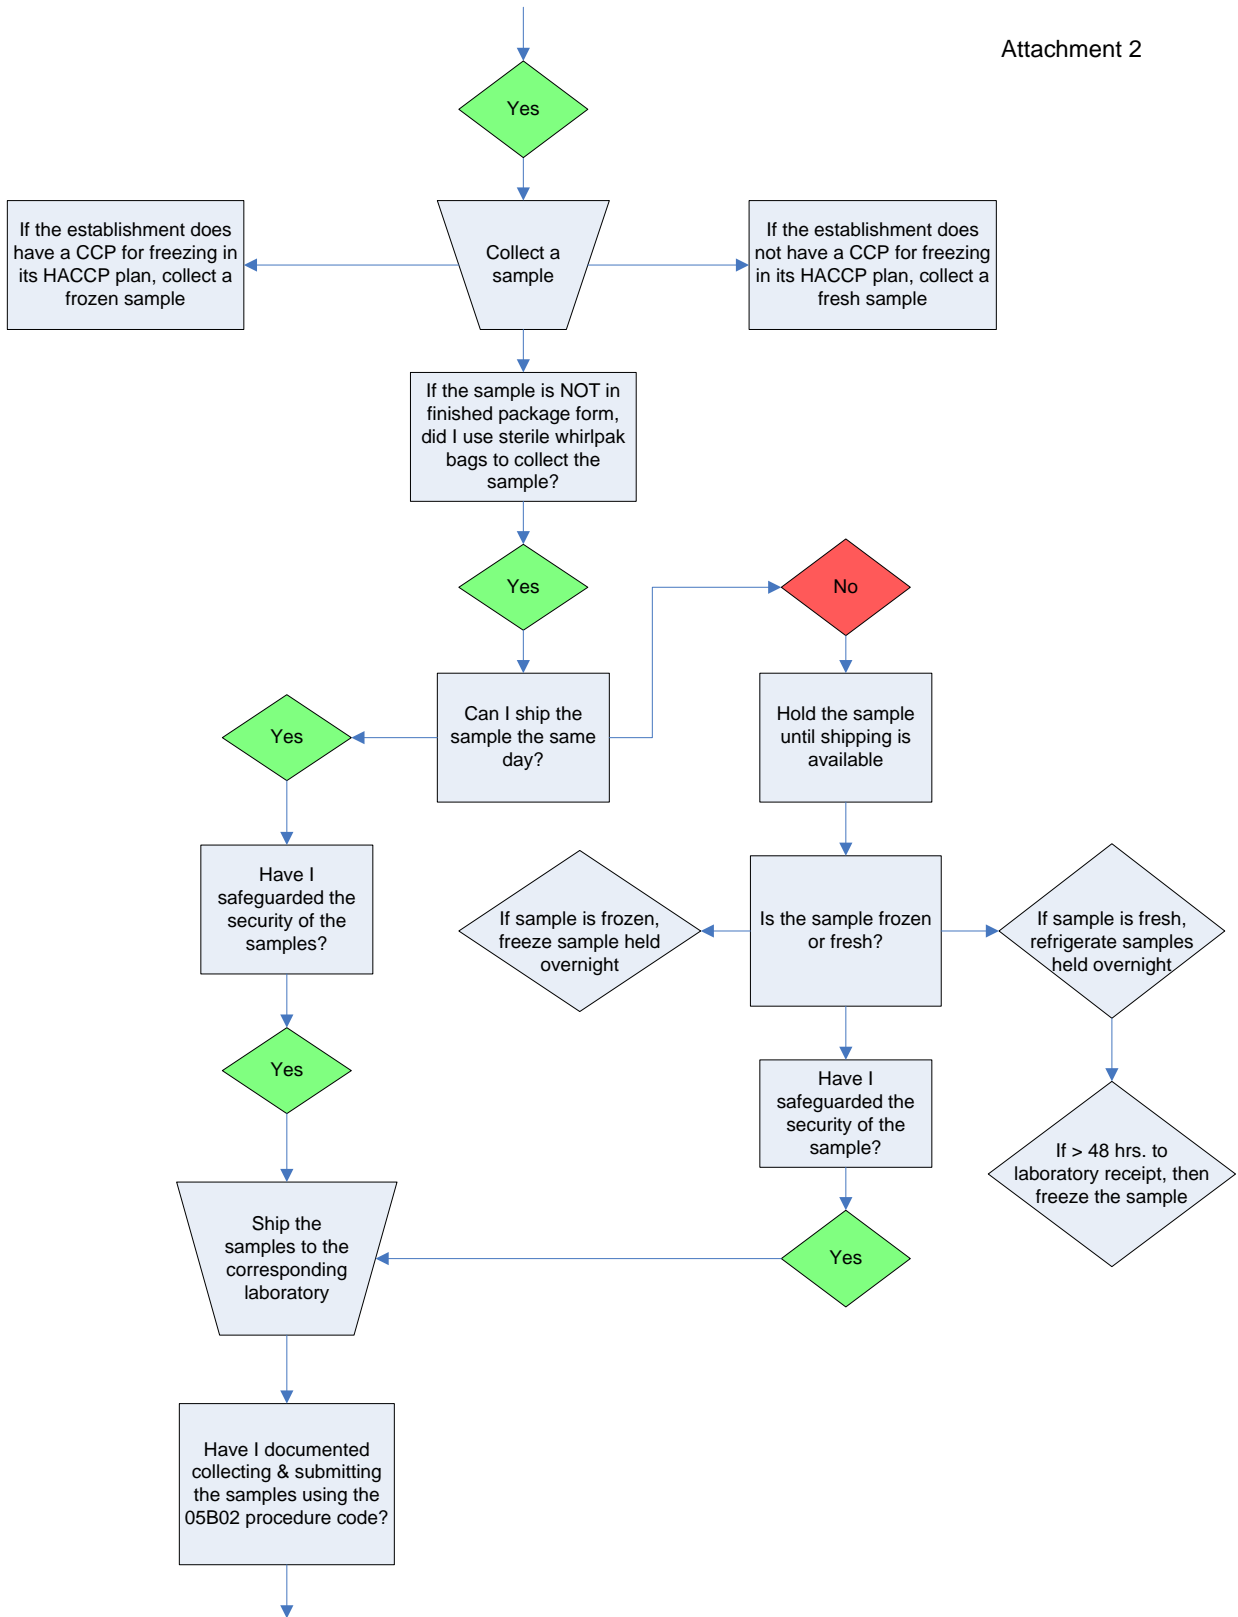 Attachment 2
Yes
If the establishment does
have a CCP for freezing in
its HACCP plan, collect a
frozen sample
Collect a
sample
If the establishment does
not have a CCP for freezing
in its HACCP plan, collect a
fresh sample
If the sample is NOT in
finished package form,
did I use sterile whirlpak
bags to collect the
sample?
Yes
No
Yes
Can I ship the
sample the same
day?
Hold the sample
until shipping is
available
Have I
safeguarded the
security of the
samples?
If sample is frozen,
freeze sample held
overnight
Is the sample frozen
or fresh?
If sample is fresh,
refrigerate samples
held overnight
Yes
Have I
safeguarded the
security of the
sample?
If > 48 hrs. to
laboratory receipt, then
freeze the sample
Ship the
samples to the
corresponding
laboratory
Yes
Have I documented
collecting & submitting
the samples using the
05B02 procedure code?